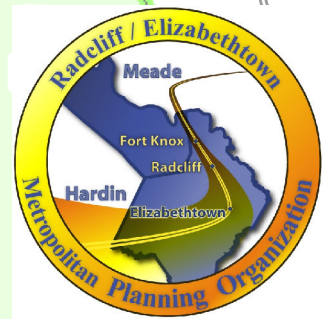 Radcliff / Elizabethtown
Meade
Fort Knox
Radcliff
Hardin
Elizabethtown
Metropolitan Planning Organization